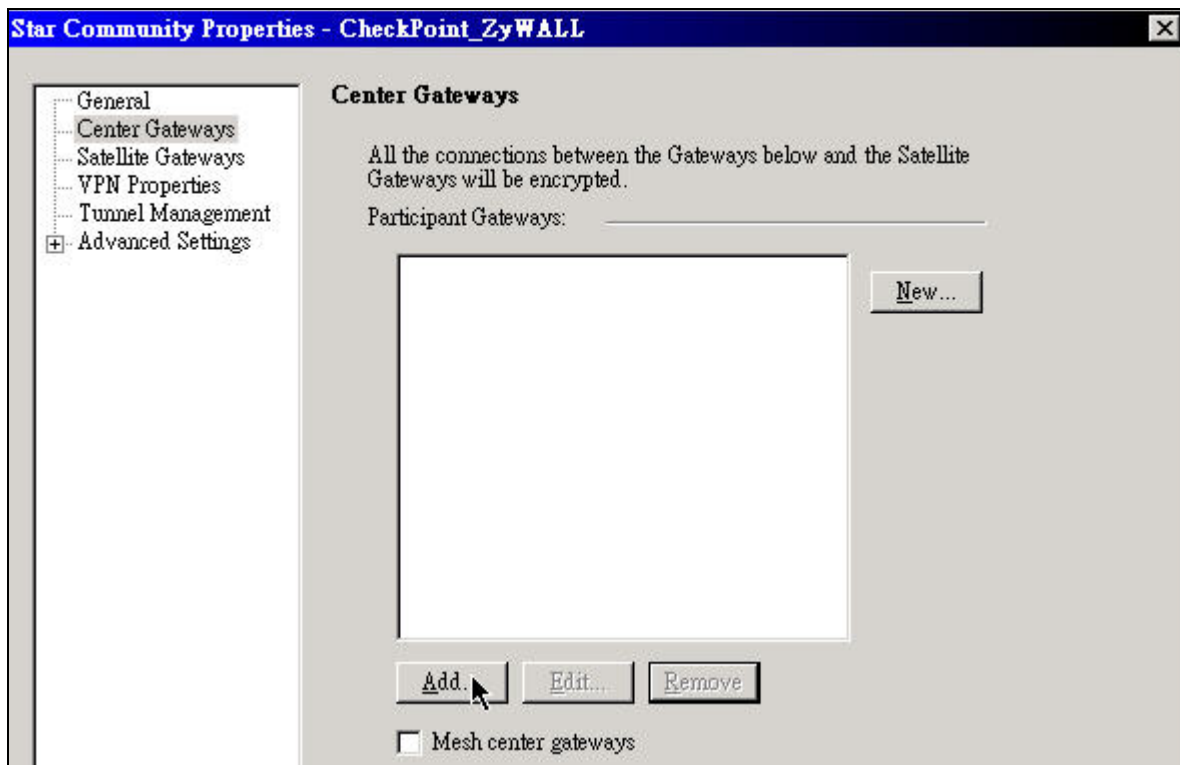 Star Community Properties - CheckPoint_ZyWALL
General
Center Gateways
Satellite Gateways
VPN Properties
Tunnel Management
Advanced Settings
Center Gateways
All the connections between the Gateways below and the Satellite
Gateways will be encrypted.
Participant Gateways:
New...
Add..
Edit...
Remove
Mesh center gateways